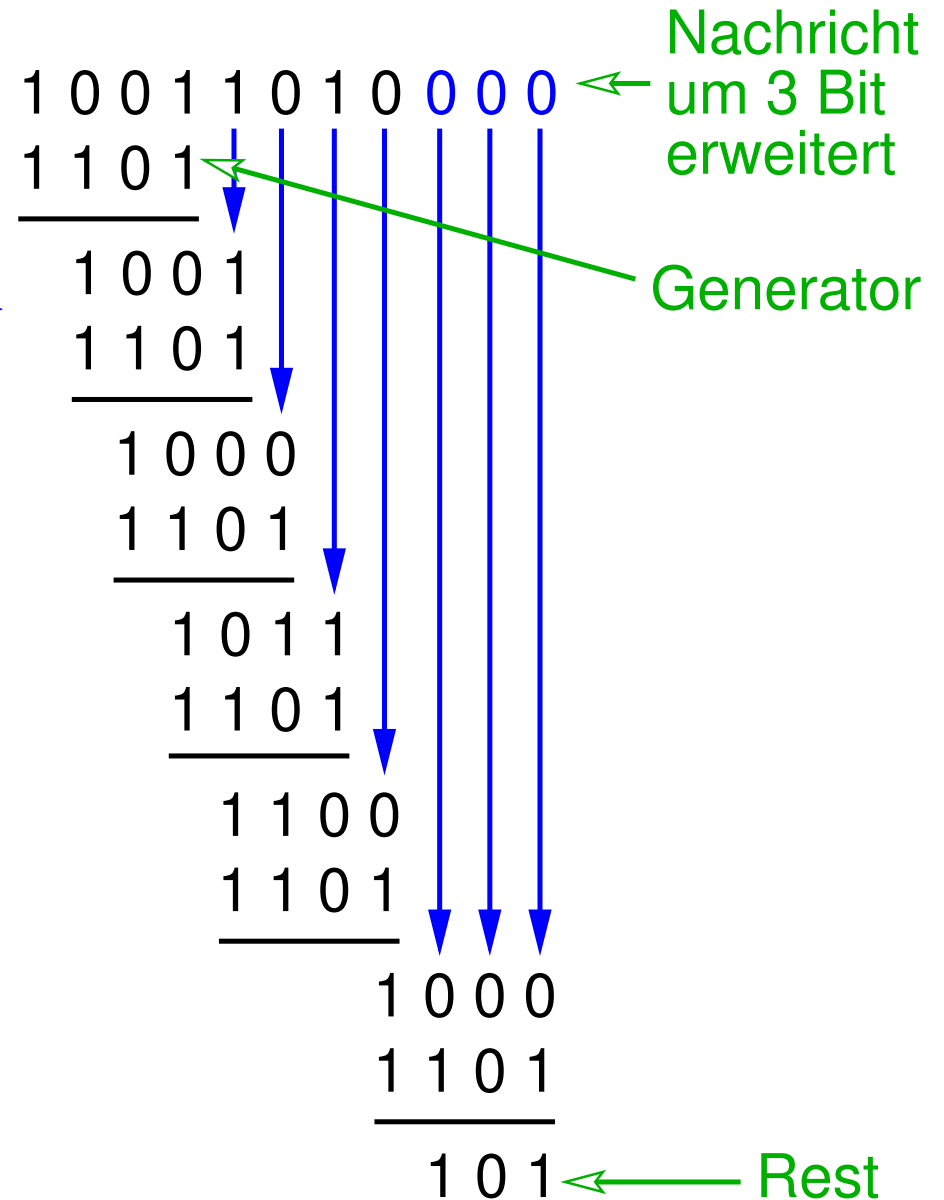 Nachricht
um 3 Bit
erweitert
1 0 0 1 1 0 1 0 0 0 0
1 1 0 1
Generator
1 0 0 1
1 1 0 1
1 0 0 0
1 1 0 1
1 0 1 1
1 1 0 1
1 1 0 0
1 1 0 1
1 0 0 0
1 1 0 1
1 0 1
Rest